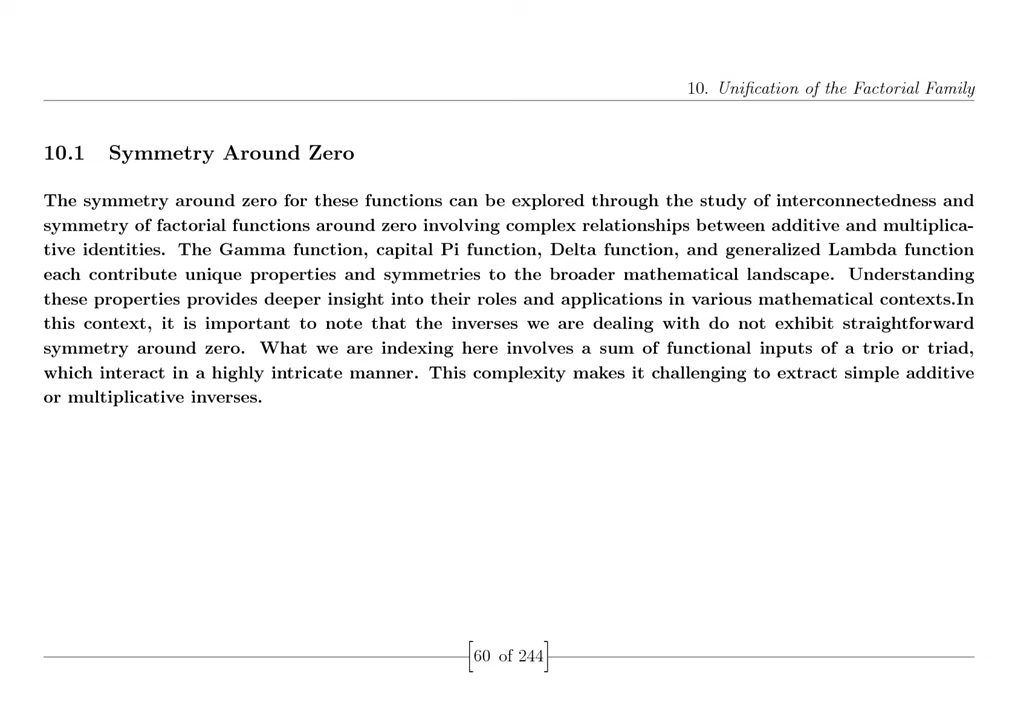 10. Unification of the Factorial Family
10.1 Symmetry Around Zero
The symmetry around zero for these functions can be explored through the study of interconnectedness and
symmetry of factorial functions around zero involving complex relationships between additive and multiplica-
tive identities. The Gamma function, capital Pi function, Delta function, and generalized Lambda function
each contribute unique properties and symmetries to the broader mathematical landscape. Understanding
these properties provides deeper insight into their roles and applications in various mathematical contexts.In
this context, it is important to note that the inverses we are dealing with do not exhibit straightforward
symmetry around zero. What we are indexing here involves a sum of functional inputs of a trio or triad,
which interact in a highly intricate manner. This complexity makes it challenging to extract simple additive
or multiplicative inverses.
60 of 244